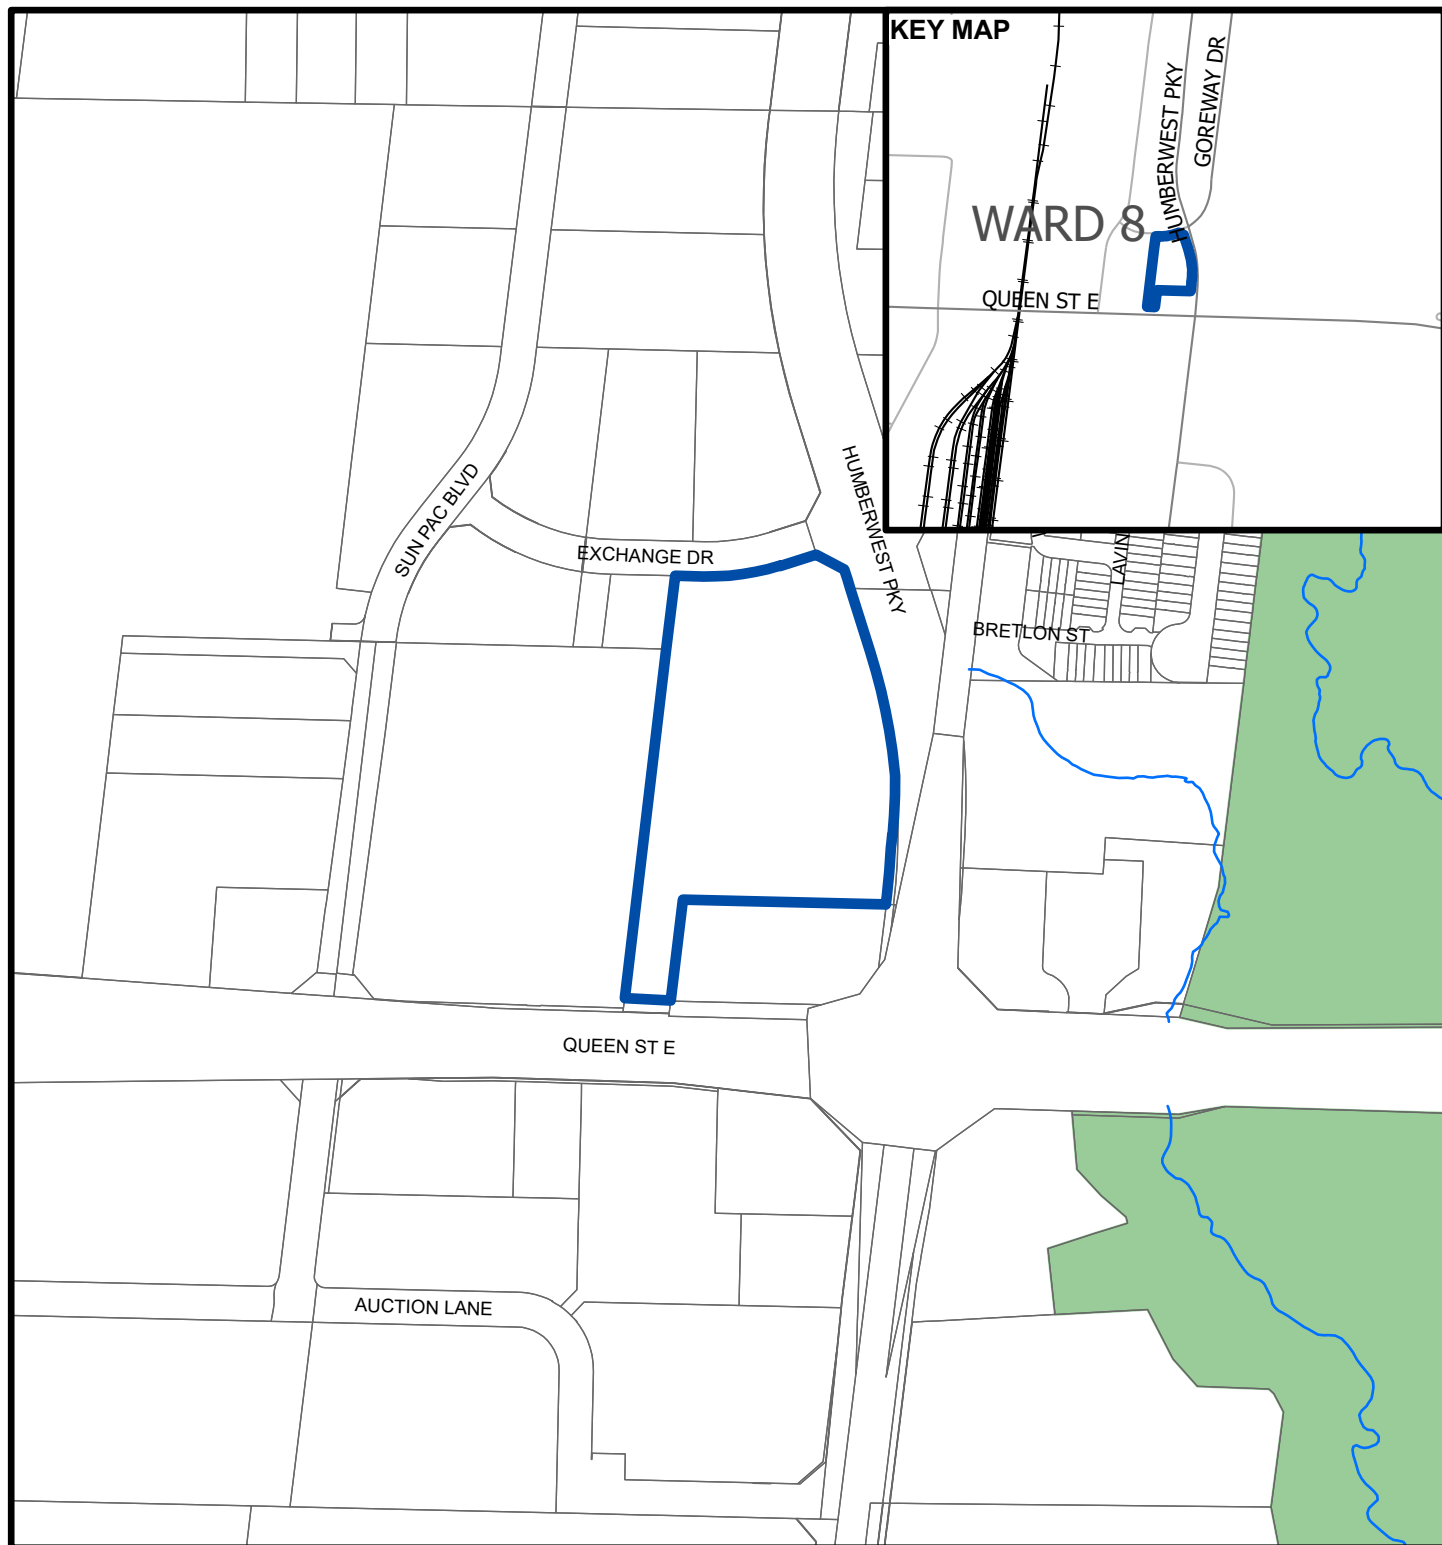 KEY MAP
HUMBERWEST PKY
GOREWAY DR
WARD 8
QUEEN ST E
SUN PAC BLVD
HUMBERWEST PKY
EXCHANGE DR
BRETLON ST
QUEEN ST E
AUCTION LANE